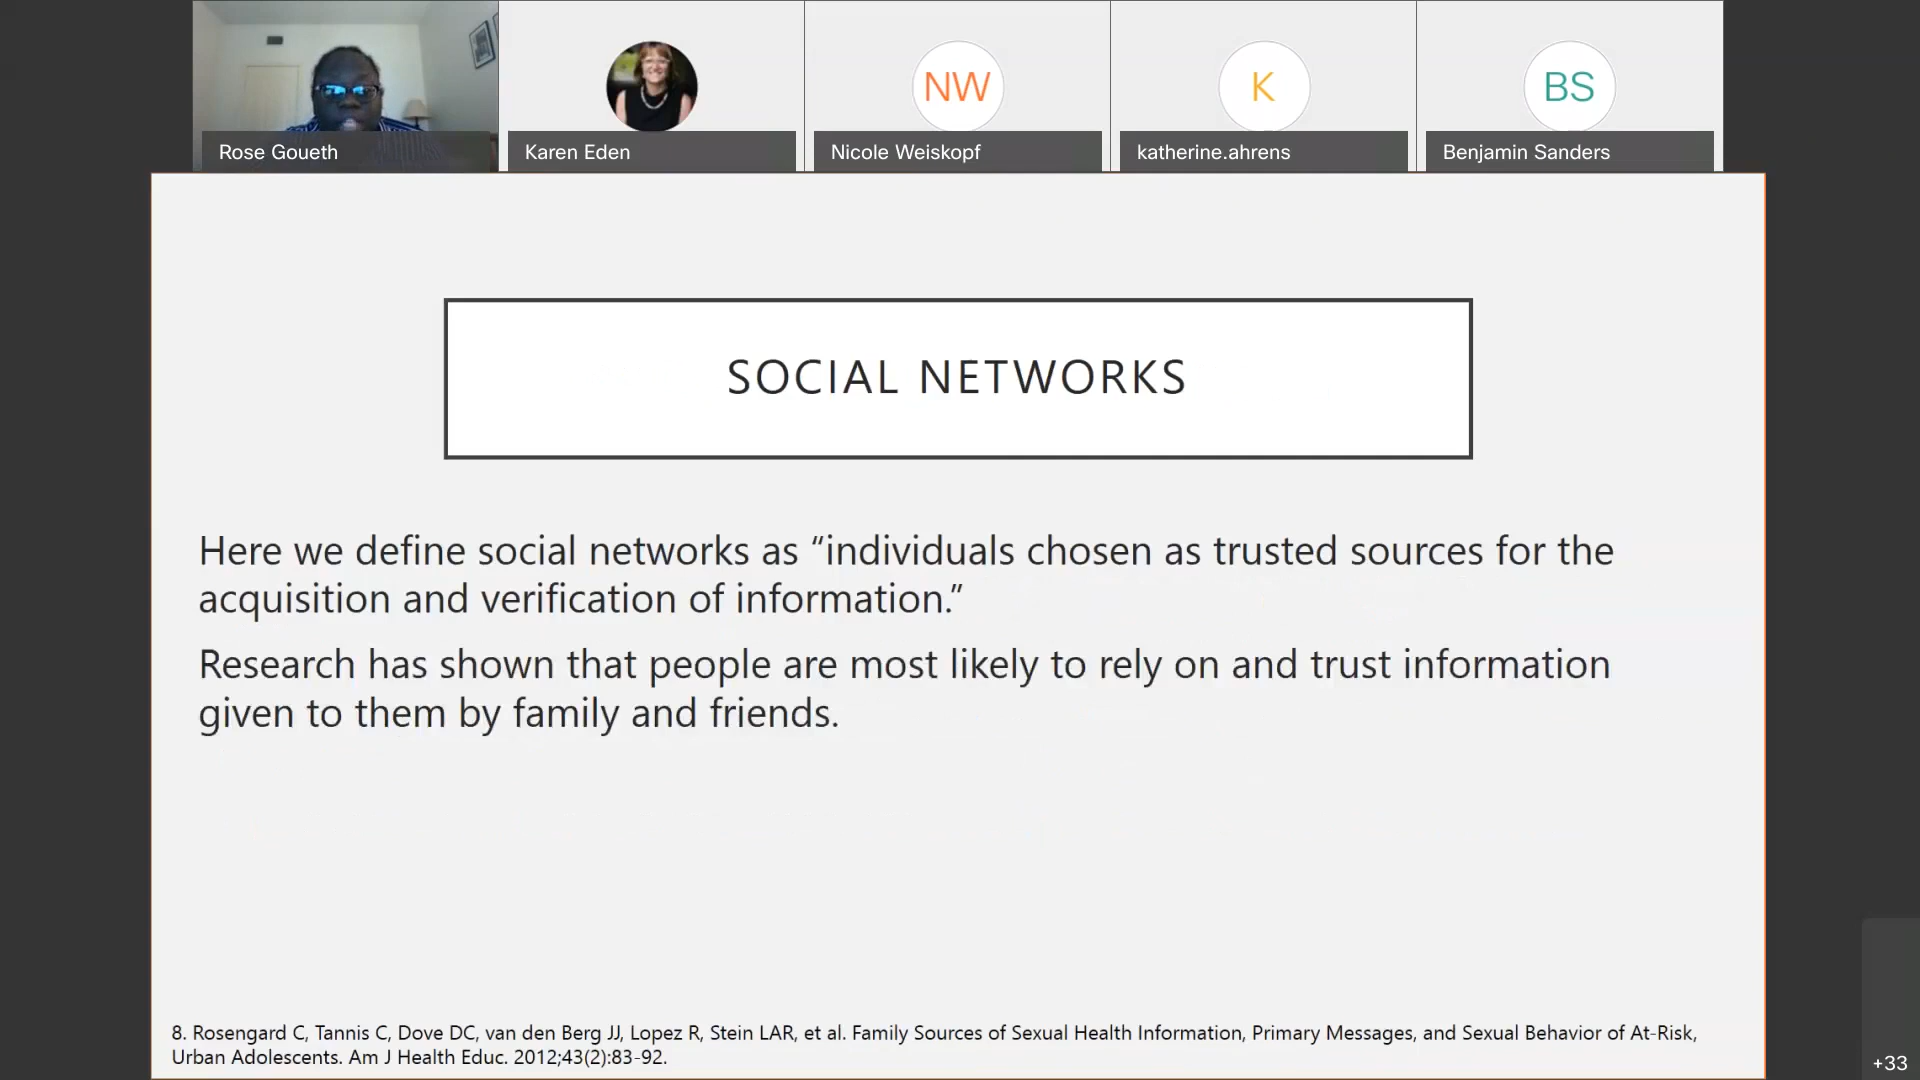 NW
K
BS
Rose Goueth
Karen Eden
Nicole Weiskopf
katherine.ahrens
Benjamin Sanders
SOCIAL NETWORKS
Here we define social networks as “individuals chosen as trusted sources for the
acquisition and verification of information.”
Research has shown that people are most likely to rely on and trust information
given to them by family and friends.
8. Rosengard C, Tannis C, Dove DC, van den Berg JJ, Lopez R, Stein LAR, et al. Family Sources of Sexual Health Information, Primary Messages, and Sexual Behavior of At-Risk,
Urban Adolescents. Am J Health Educ. 2012;43(2):83-92.
+33